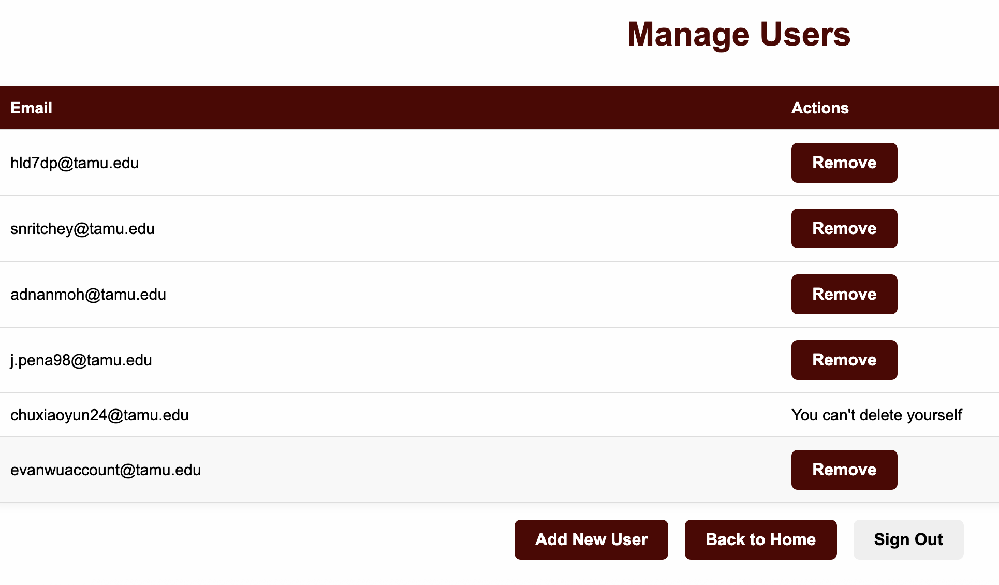 Manage Users
Email Actions
hld7dp@tamu.edu Remove
snritchey@tamu.edu Remove
adnanmoh@tamu.edu Remove
j.pena98@tamu.edu Remove
chuxiaoyun24@tamu.edu You can't delete yourself
evanwuaccount@tamu.edu Remove
Add New User Back to Home Sign Out